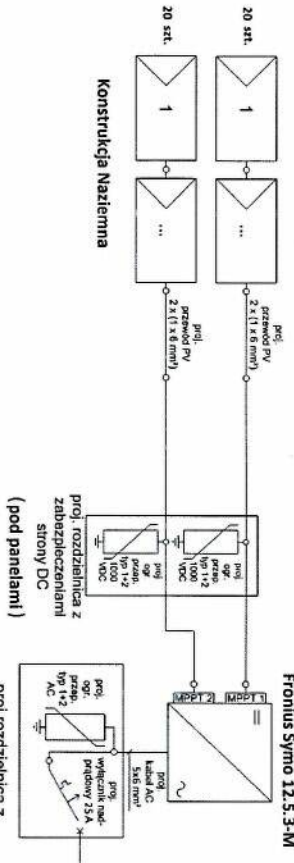 20 szt.
20 szt.
1
1
...
...
Konstrukcja Naziemna
proj.
przewód PV
2 x (1 x 6 mm²)
proj.
przewód PV
2 x (1 x 6 mm²)
proj.
ogr.
przep.
typ 1+2
1000
VDC
proj.
ogr.
przep.
typ 1+2
1000
VDC
proj. rozdzielnica z
zabezpieczeniami
strony DC
(pod panelami)
Fronius Symo 12.5.3-M
MPPT 1
MPPT 2
=
~
proj.
kabel AC
5x6 mm²
proj.
ogr.
przep.
typ 1+2
AC
proj.
wyłącznik nad-
prądowy 25 A
proj rozdzielnica z